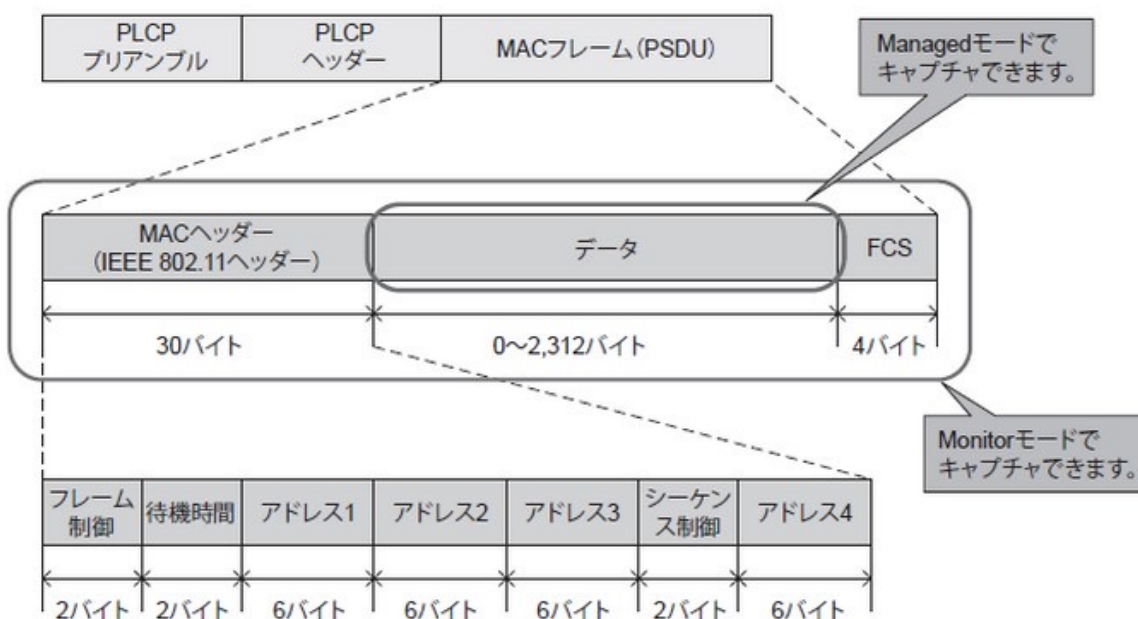 PLCP
プリアンブル
PLCP
ヘッダー
MACフレーム(PSDU)
Managedモードで
キャプチャできます。
MACヘッダー
(IEEE 802.11ヘッダー)
データ
FCS
30バイト
0〜2,312バイト
4バイト
Monitorモードで
キャプチャできます。
フレーム
制御
待機時間
アドレス1
アドレス2
アドレス3
シーケン
ス制御
アドレス4
2バイト
2バイト
6バイト
6バイト
6バイト
2バイト
6バイト